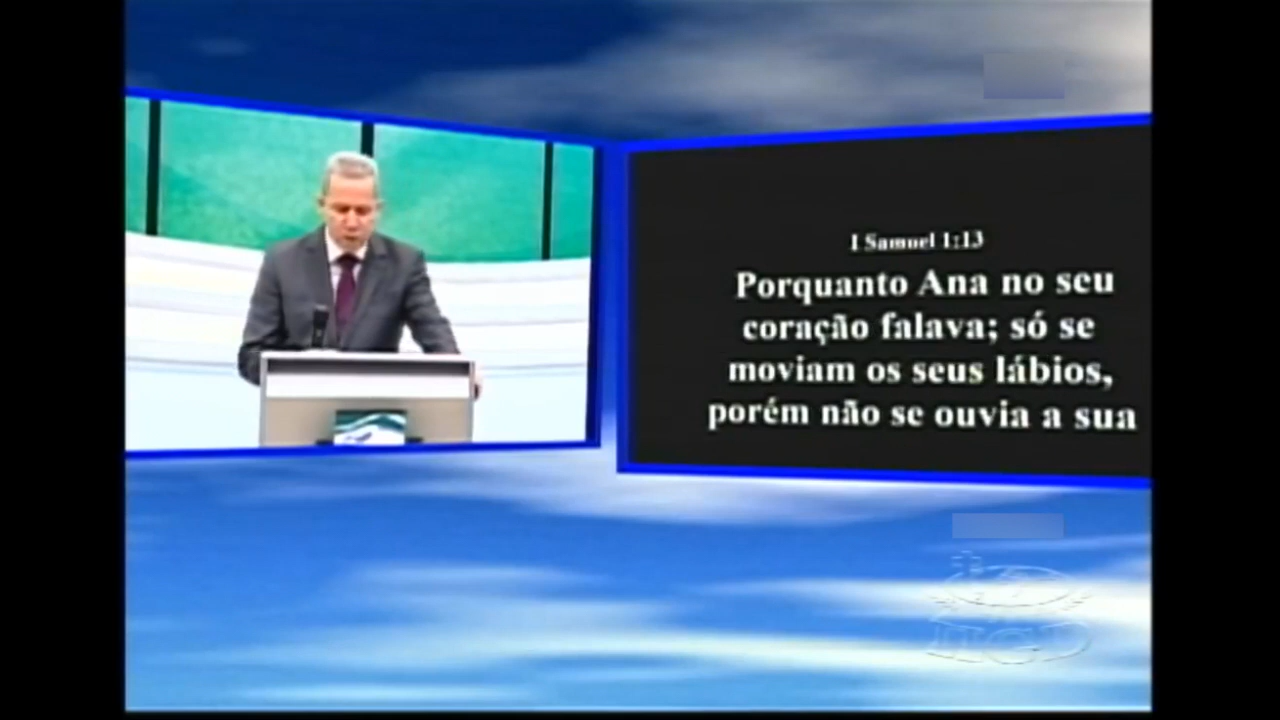 I Samuel 1:13
Porquanto Ana no seu
coração falava; só se
moviam os seus lábios,
porém não se ouvia a sua